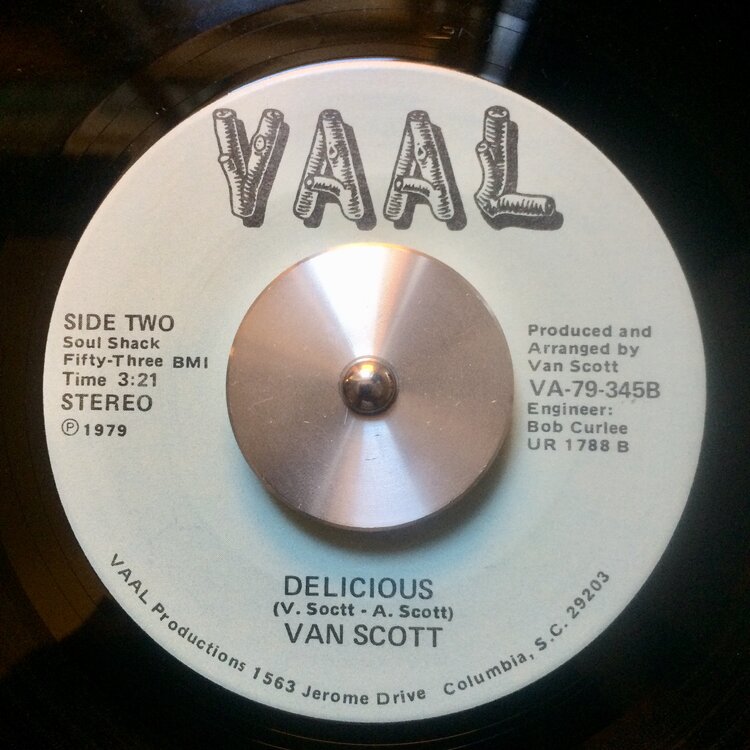 VAAL
SIDE TWO
Soul Shack
Fifty-Three BMI
Time 3:21
STEREO
Ⓟ 1979
Produced and
Arranged by
Van Scott
VA-79-345B
Engineer:
Bob Curlee
UR 1788 B
DELICIOUS
(V. Soctt - A. Scott)
VAN SCOTT
VAAL Productions 1563 Jerome Drive Columbia, S.C. 29203